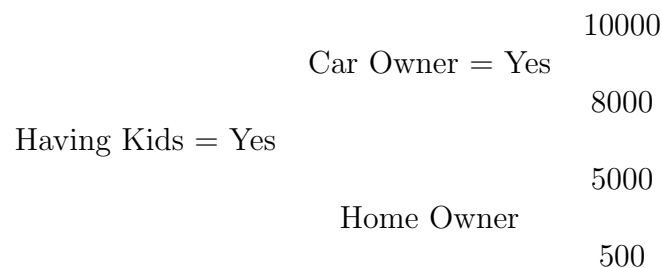 10000
Car Owner = Yes
8000
Having Kids = Yes
5000
Home Owner
500